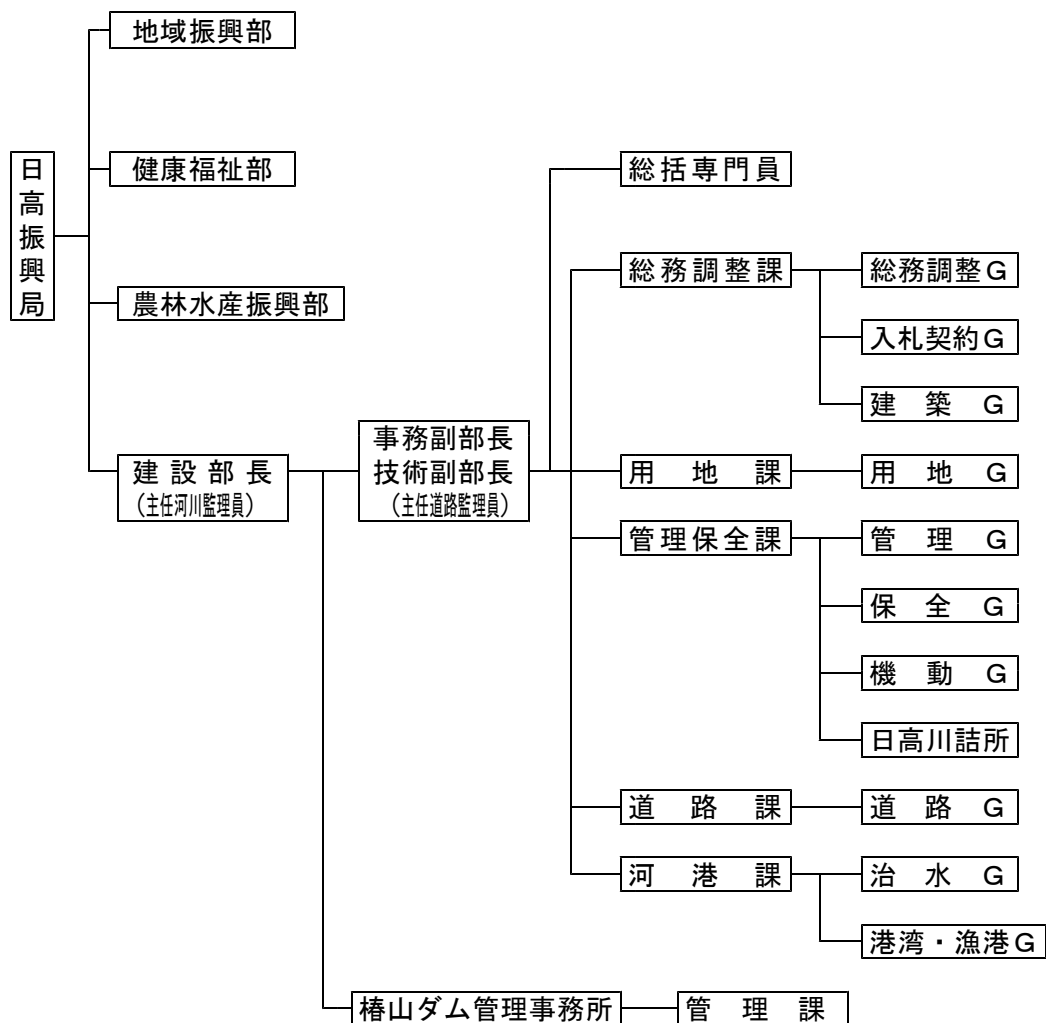 地域振興部
日高振興局
健康福祉部
総括専門員
総務調整課
総務調整G
農林水産振興部
入札契約G
建築G
建設部長
（主任河川監理員）
事務副部長
技術副部長
（主任道路監理員）
用地課
用地G
管理保全課
管理G
保全G
機動G
日高川詰所
道路課
道路G
河港課
治水G
港湾・漁港G
椿山ダム管理事務所
管理課